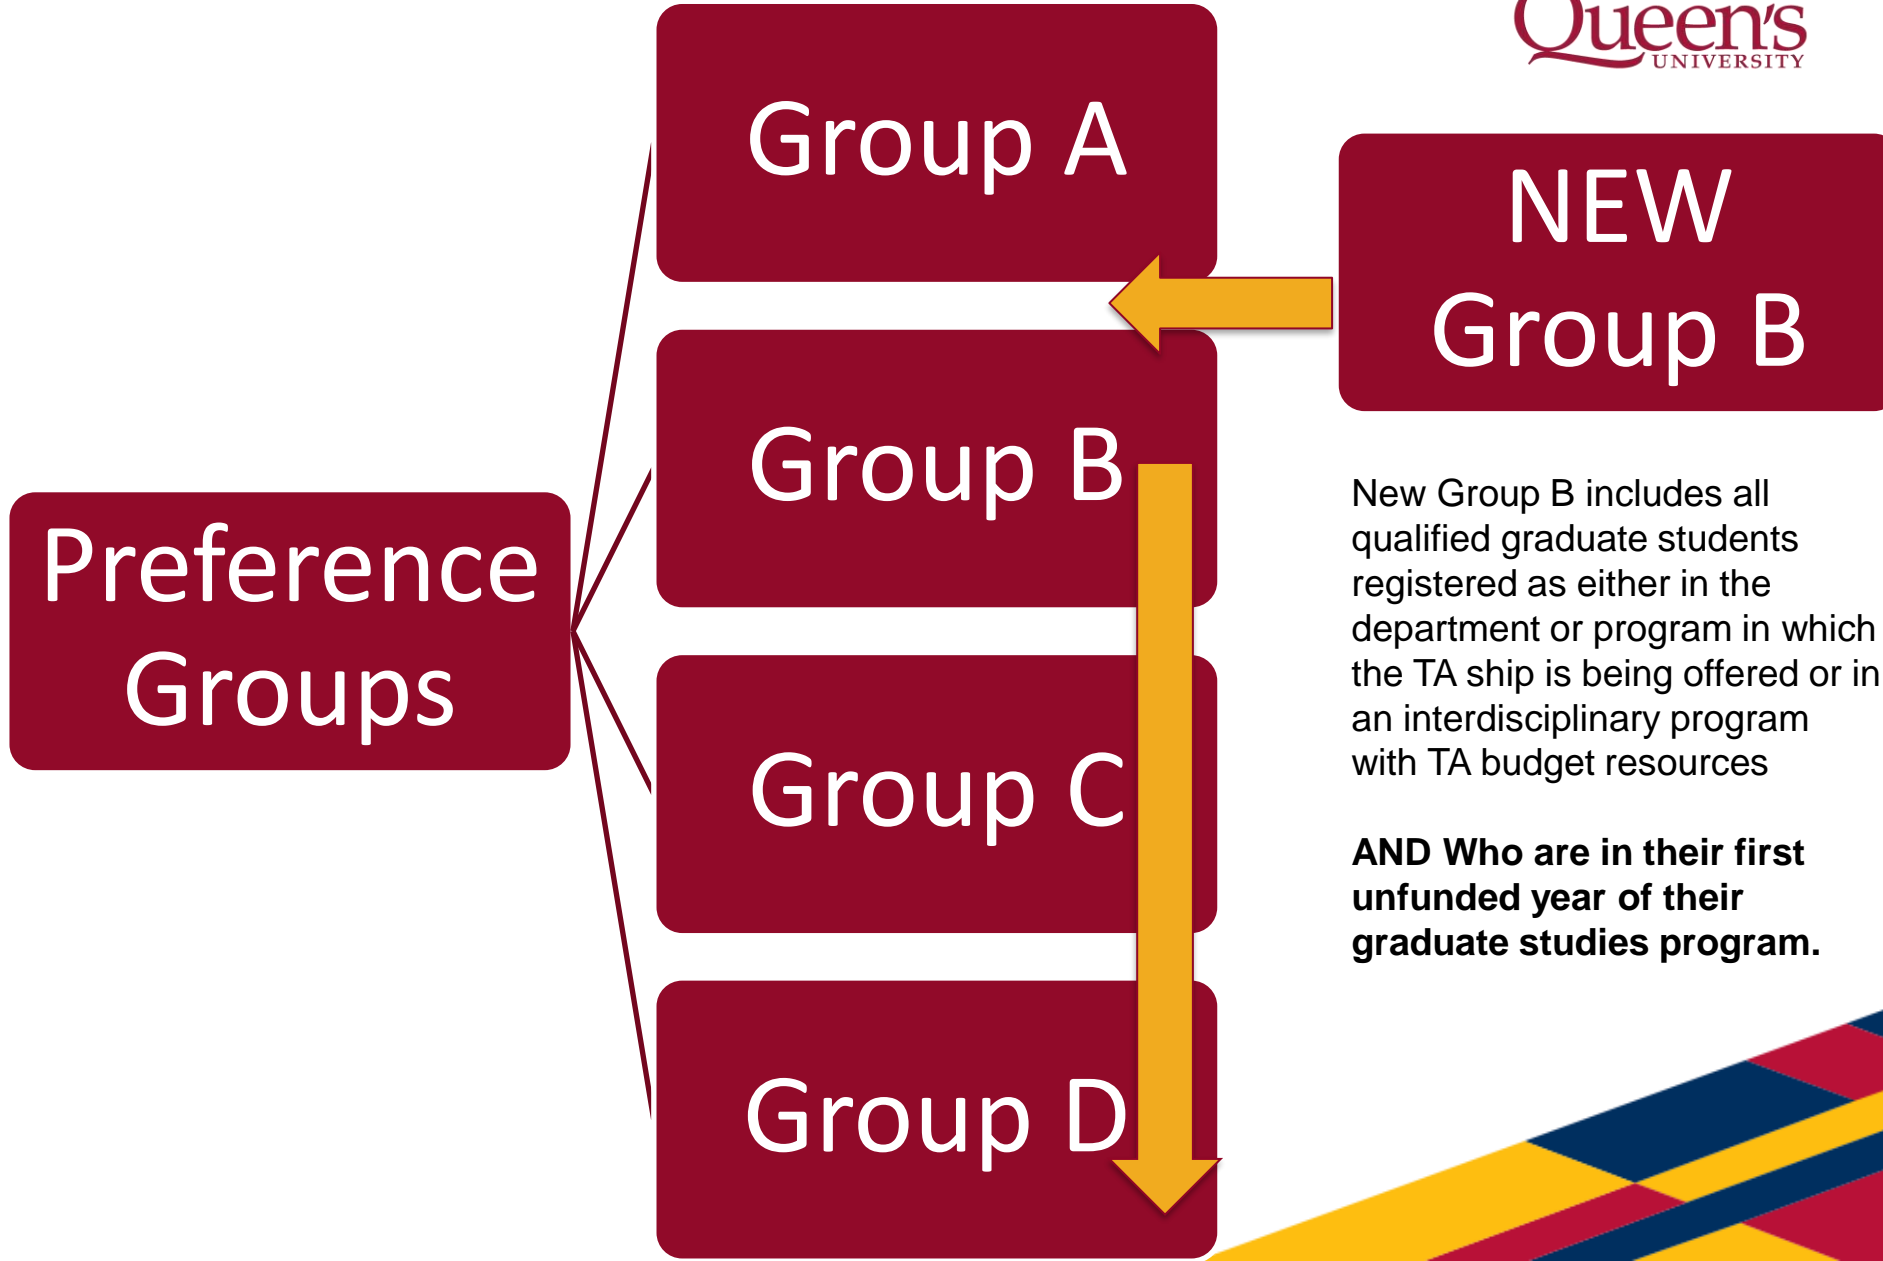 Queen's
UNIVERSITY
Group A
NEW
Group B
Group B
Preference
Groups
Group C
Group D
New Group B includes all
qualified graduate students
registered as either in the
department or program in which
the TA ship is being offered or in
an interdisciplinary program
with TA budget resources
AND Who are in their first
unfunded year of their
graduate studies program.